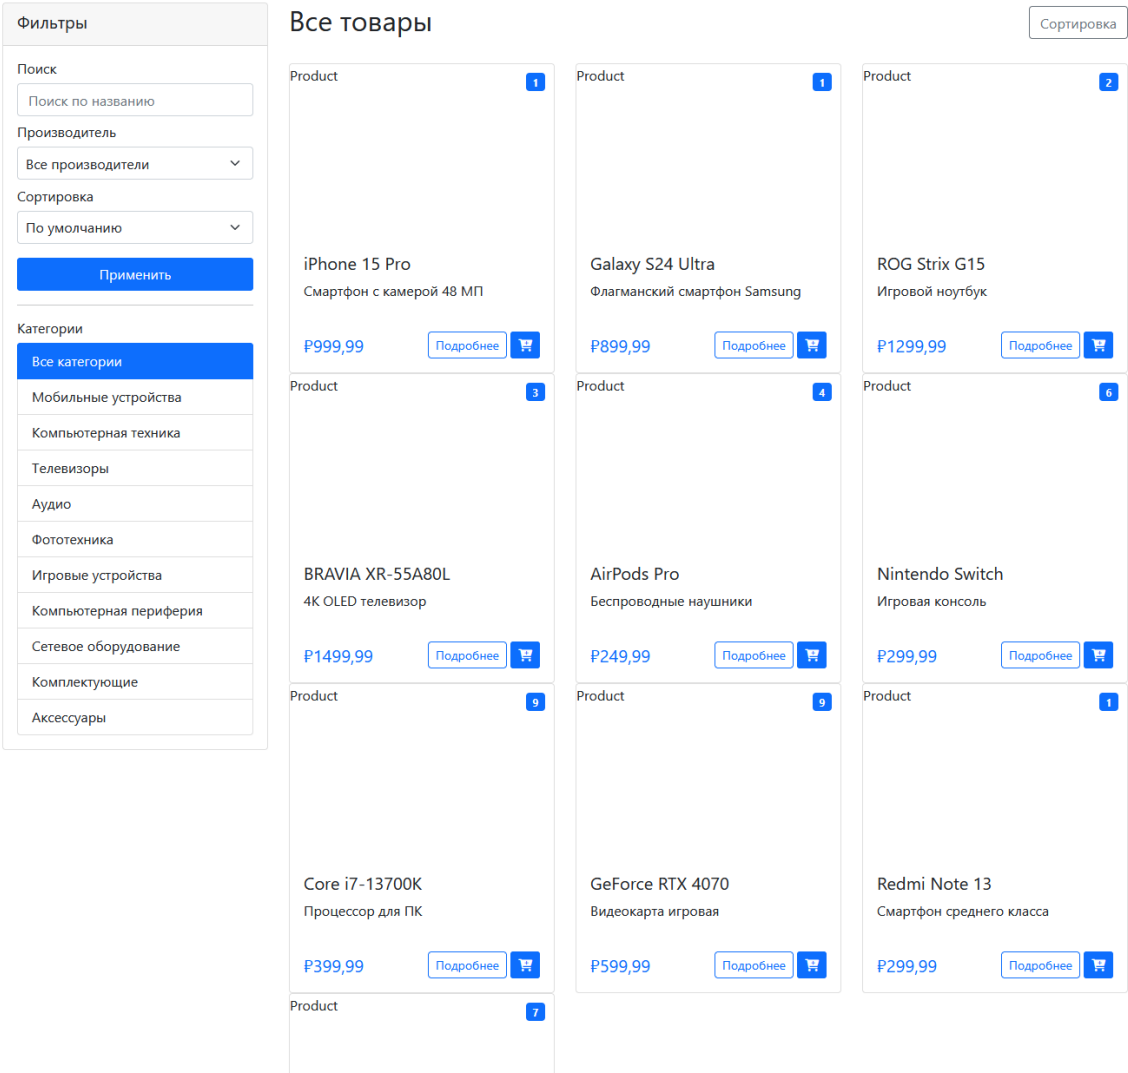 Фильтры
Поиск
Поиск по названию
Производитель
Все производители
Сортировка
По умолчанию
Применить
Категории
Все категории
Мобильные устройства
Компьютерная техника
Телевизоры
Аудио
Фототехника
Игровые устройства
Компьютерная периферия
Сетевое оборудование
Комплектующие
Аксессуары
Все товары
Сортировка
Product
1
iPhone 15 Pro
Смартфон с камерой 48 МП
₽999,99
Подробнее
Product
1
Galaxy S24 Ultra
Флагманский смартфон Samsung
₽899,99
Подробнее
Product
2
ROG Strix G15
Игровой ноутбук
₽1299,99
Подробнее
Product
3
BRAVIA XR-55A80L
4K OLED телевизор
₽1499,99
Подробнее
Product
4
AirPods Pro
Беспроводные наушники
₽249,99
Подробнее
Product
6
Nintendo Switch
Игровая консоль
₽299,99
Подробнее
Product
9
Core i7-13700K
Процессор для ПК
₽399,99
Подробнее
Product
9
GeForce RTX 4070
Видеокарта игровая
₽599,99
Подробнее
Product
1
Redmi Note 13
Смартфон среднего класса
₽299,99
Подробнее
Product
7